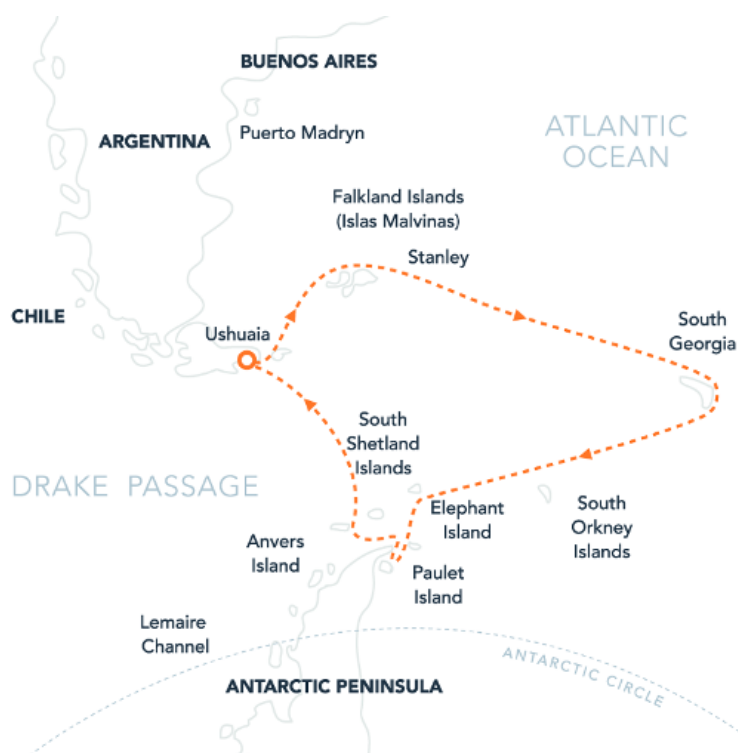 BUENOS AIRES
ARGENTINA
Puerto Madryn
ATLANTIC
OCEAN
Falkland Islands
(Islas Malvinas)
Stanley
CHILE
Ushuaia
South
Georgia
South
Shetland
Islands
DRAKE PASSAGE
Elephant
Island
South
Orkney
Islands
Anvers
Island
Paulet
Island
Lemaire
Channel
ANTARCTIC CIRCLE
ANTARCTIC PENINSULA